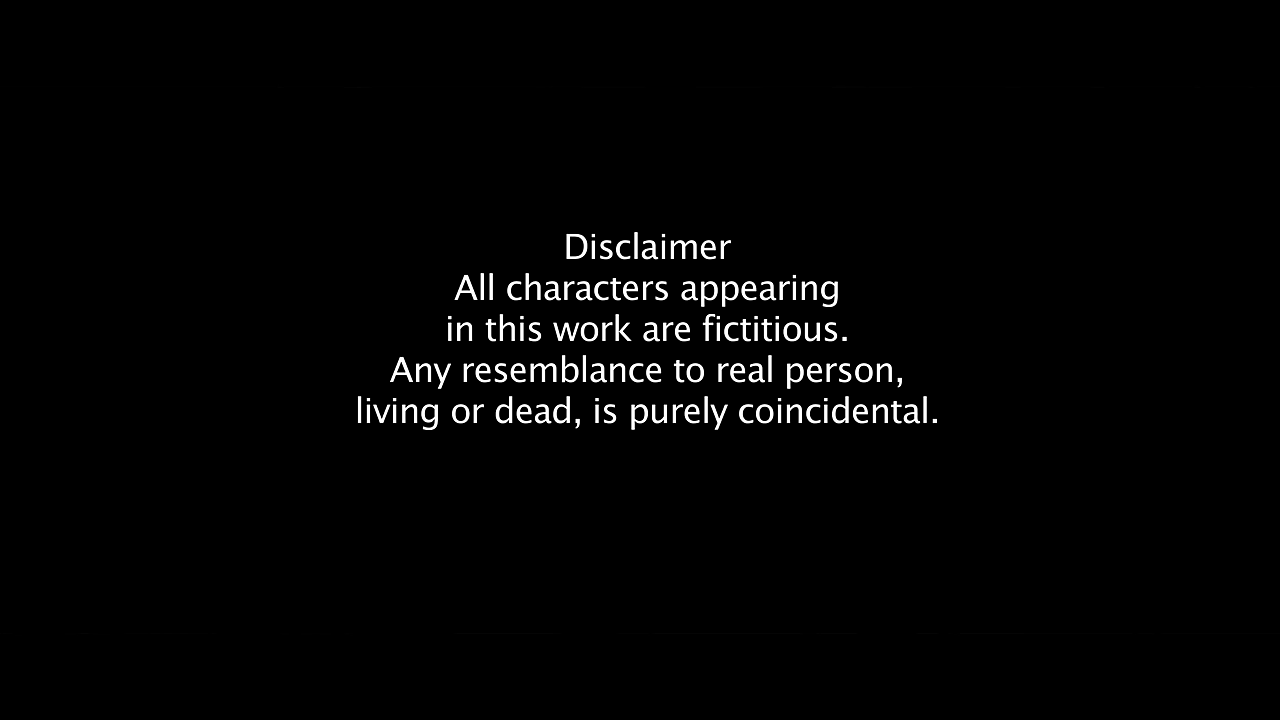 Disclaimer
All characters appearing
in this work are fictitious.
Any resemblance to real person,
living or dead, is purely coincidental.